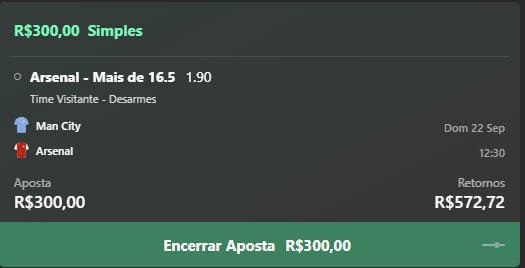 R$300,00 Simples
Arsenal - Mais de 16.5 1.90
Time Visitante - Desarmes
Man City Dom 22 Sep
Arsenal 12:30
Aposta Retornos
R$300,00 R$572,72
Encerrar Aposta R$300,00